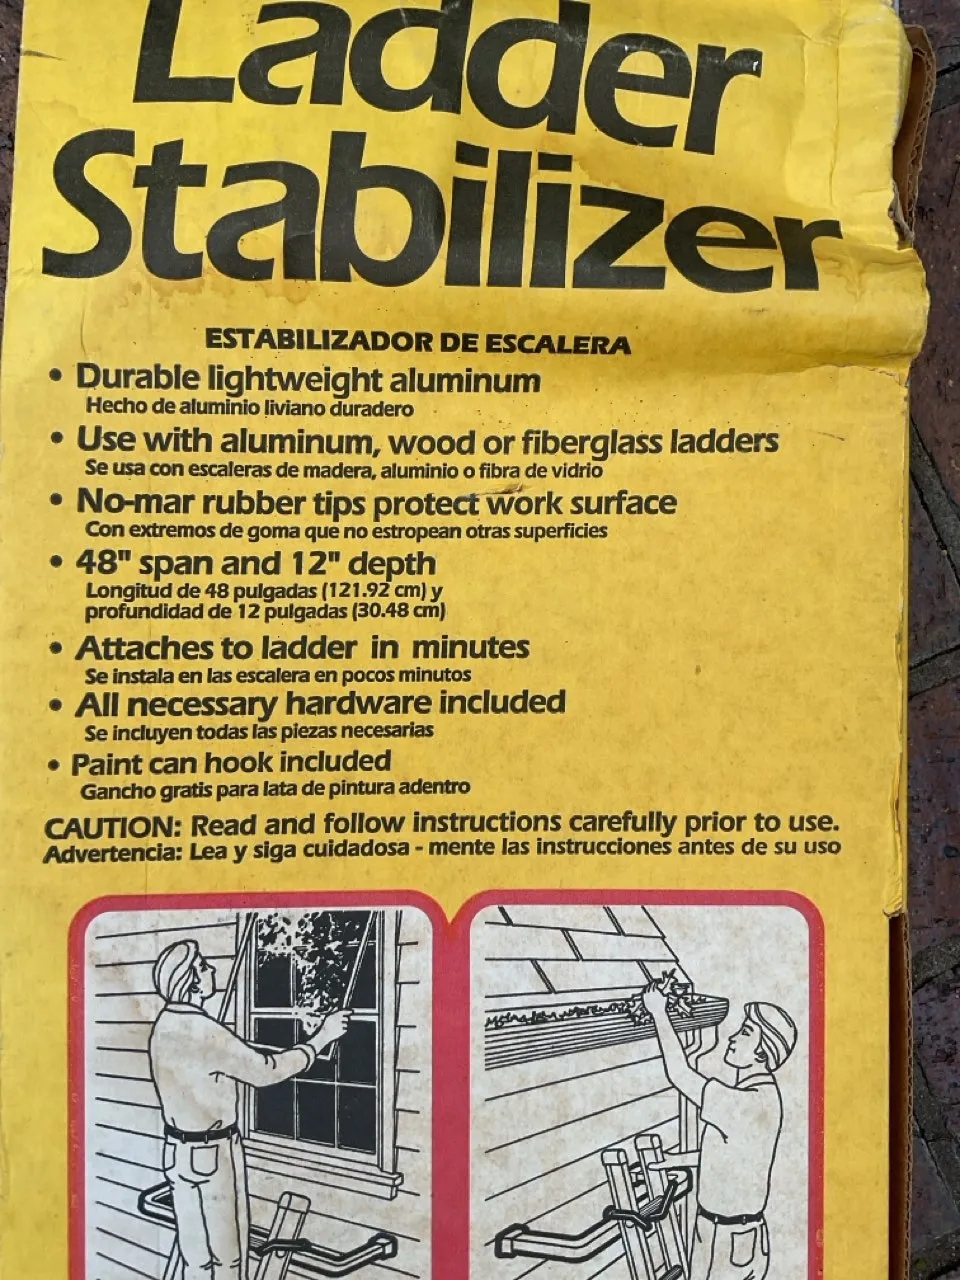 Ladder
Stabilizer
ESTABILIZADOR DE ESCALERA
• Durable lightweight aluminum
Hecho de aluminio liviano duradero
• Use with aluminum, wood or fiberglass ladders
Se usa con escaleras de madera, aluminio o fibra de vidrio
• No-mar rubber tips protect work surface
Con extremos de goma que no estropean otras superficies
• 48" span and 12" depth
Longitud de 48 pulgadas (121.92 cm) y
profundidad de 12 pulgadas (30.48 cm)
• Attaches to ladder in minutes
Se instala en las escalera en pocos minutos
• All necessary hardware included
Se incluyen todas las piezas necesarias
• Paint can hook included
Gancho gratis para lata de pintura adentro
CAUTION: Read and follow instructions carefully prior to use.
Advertencia: Lea y siga cuidadosa - mente las instrucciones antes de su uso